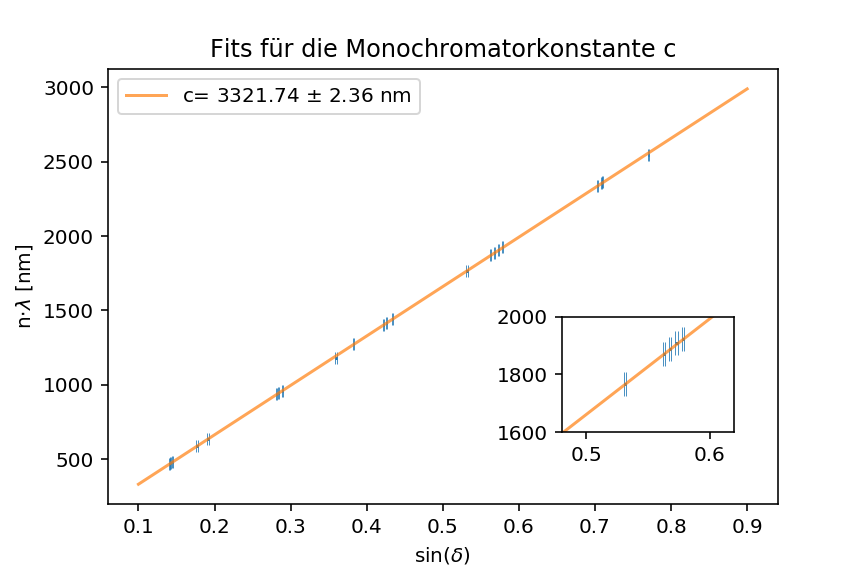 Fits für die Monochromatorkonstante c
c= 3321.74 ± 2.36 nm
n·λ [nm]
3000
2500
2000
1500
1000
500
2000
1800
1600
0.5 0.6
0.1 0.2 0.3 0.4 0.5 0.6 0.7 0.8 0.9
sin(δ)